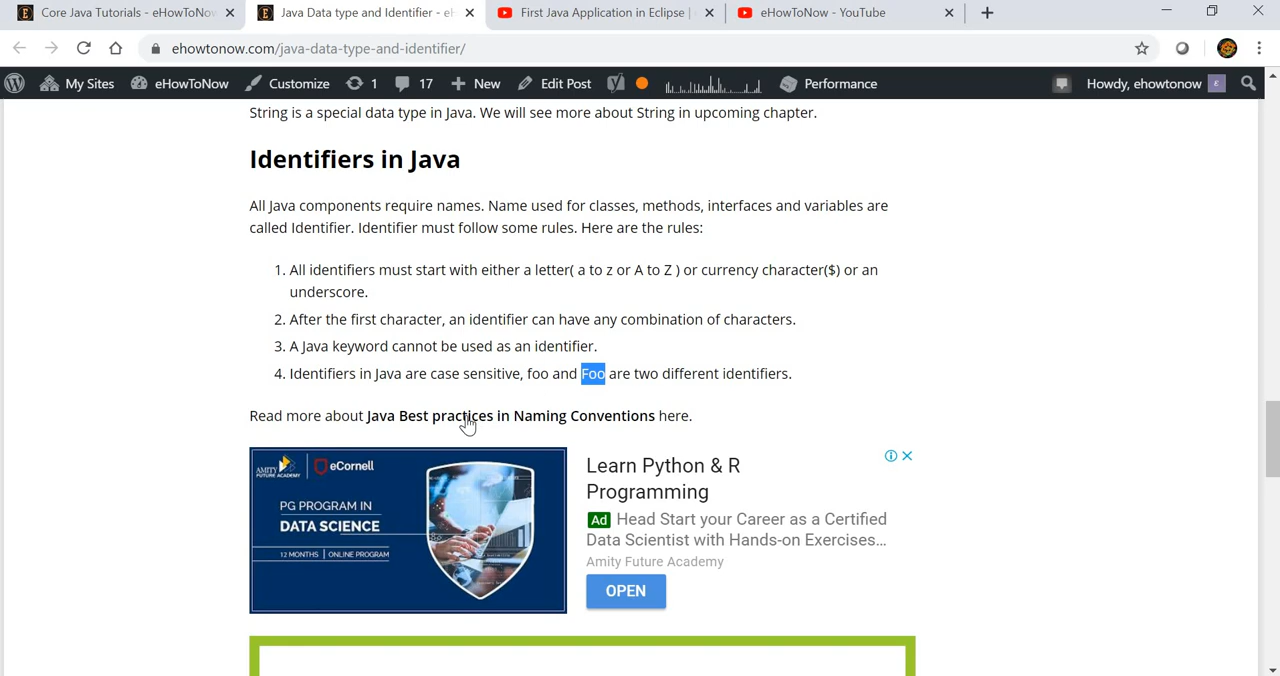 Core Java Tutorials - eHowToNow
Java Data type and Identifier - eH
First Java Application in Eclipse |
eHowToNow - YouTube
ehowtonow.com/java-data-type-and-identifier/
My Sites eHowToNow Customize 1 17 New Edit Post Performance Howdy, ehowtonow
String is a special data type in Java. We will see more about String in upcoming chapter.
Identifiers in Java
All Java components require names. Name used for classes, methods, interfaces and variables are
called Identifier. Identifier must follow some rules. Here are the rules:
1. All identifiers must start with either a letter( a to z or A to Z ) or currency character($) or an
underscore.
2. After the first character, an identifier can have any combination of characters.
3. A Java keyword cannot be used as an identifier.
4. Identifiers in Java are case sensitive, foo and Foo are two different identifiers.
Read more about Java Best practices in Naming Conventions here.
AMITY
FUTURE ACADEMY
eCornell
PG PROGRAM IN
DATA SCIENCE
12 MONTHS | ONLINE PROGRAM
Learn Python & R
Programming
Ad Head Start your Career as a Certified
Data Scientist with Hands-on Exercises...
Amity Future Academy
OPEN